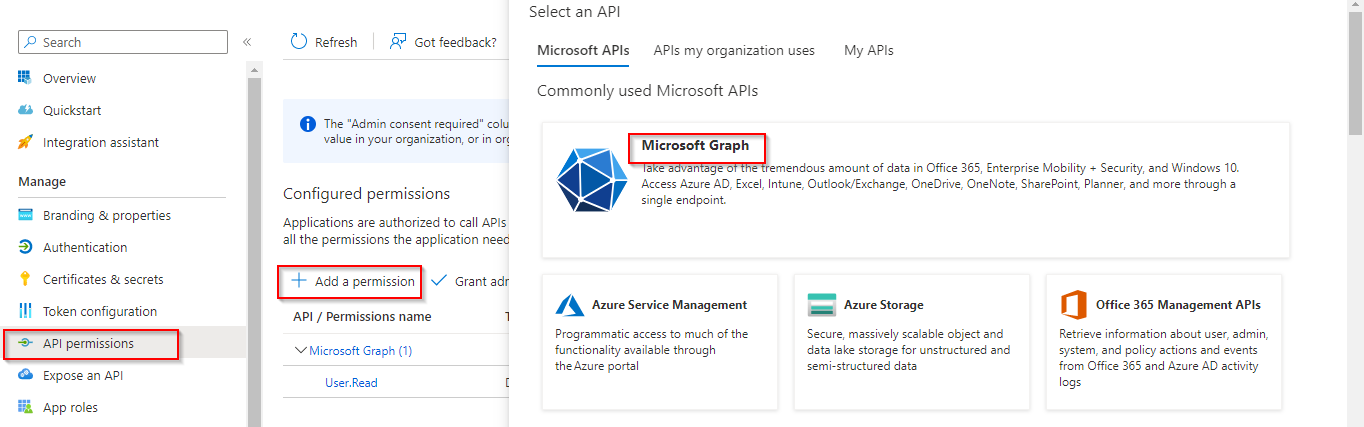 Search
Overview
Quickstart
Integration assistant
Manage
Branding & properties
Authentication
Certificates & secrets
Token configuration
API permissions
Expose an API
App roles
Refresh
Got feedback?
The "Admin consent required" colu
value in your organization, or in org
Configured permissions
Applications are authorized to call APIs
all the permissions the application need
Add a permission
Grant adm
API / Permissions name
Microsoft Graph (1)
User.Read
Select an API
Microsoft APIs
APIs my organization uses
My APIs
Commonly used Microsoft APIs
Microsoft Graph
Take advantage of the tremendous amount of data in Office 365, Enterprise Mobility + Security, and Windows 10.
Access Azure AD, Excel, Intune, Outlook/Exchange, OneDrive, OneNote, SharePoint, Planner, and more through a
single endpoint.
Azure Service Management
Programmatic access to much of the
functionality available through
the Azure portal
Azure Storage
Secure, massively scalable object and
data lake storage for unstructured and
semi-structured data
Office 365 Management APIs
Retrieve information about user, admin,
system, and policy actions and events
from Office 365 and Azure AD activity
logs